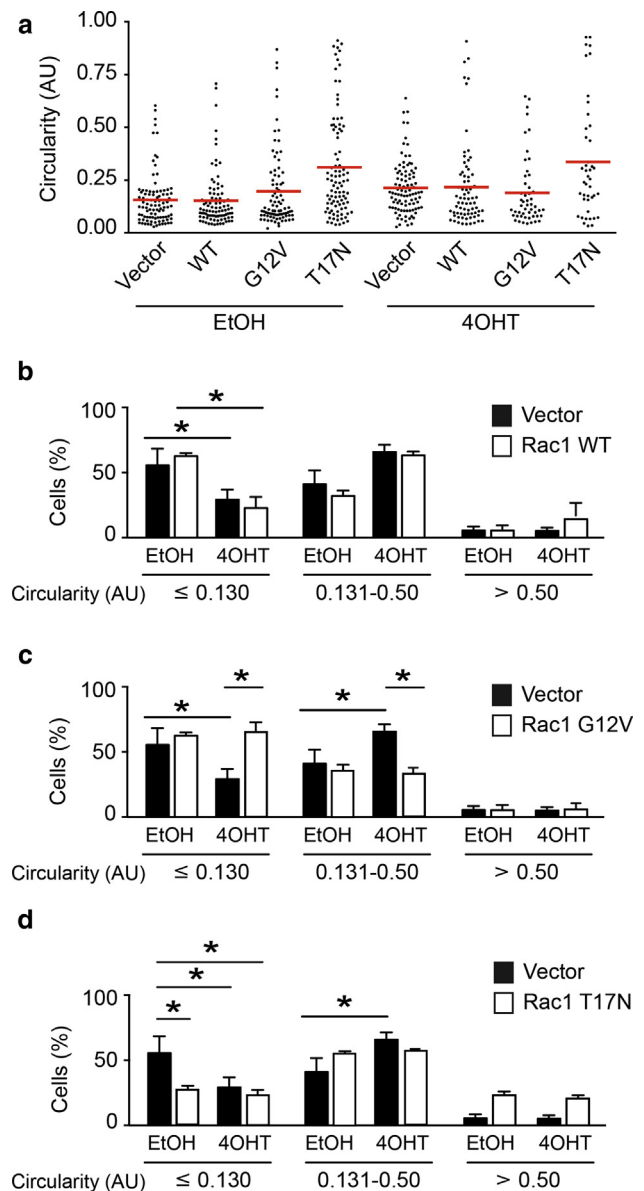 a
Circularity (AU)
1.00
0.75
0.50
0.25
0.00
Vector WT G12V T17N Vector WT G12V T17N
EtOH 4OHT
b
Cells (%)
100
50
0
* *
Vector
Rac1 WT
EtOH 4OHT EtOH 4OHT EtOH 4OHT
Circularity (AU) ≤ 0.130 0.131-0.50 > 0.50
c
Cells (%)
100
50
0
* * * *
Vector
Rac1 G12V
EtOH 4OHT EtOH 4OHT EtOH 4OHT
Circularity (AU) ≤ 0.130 0.131-0.50 > 0.50
d
Cells (%)
100
50
0
* * * *
Vector
Rac1 T17N
EtOH 4OHT EtOH 4OHT EtOH 4OHT
Circularity (AU) ≤ 0.130 0.131-0.50 > 0.50